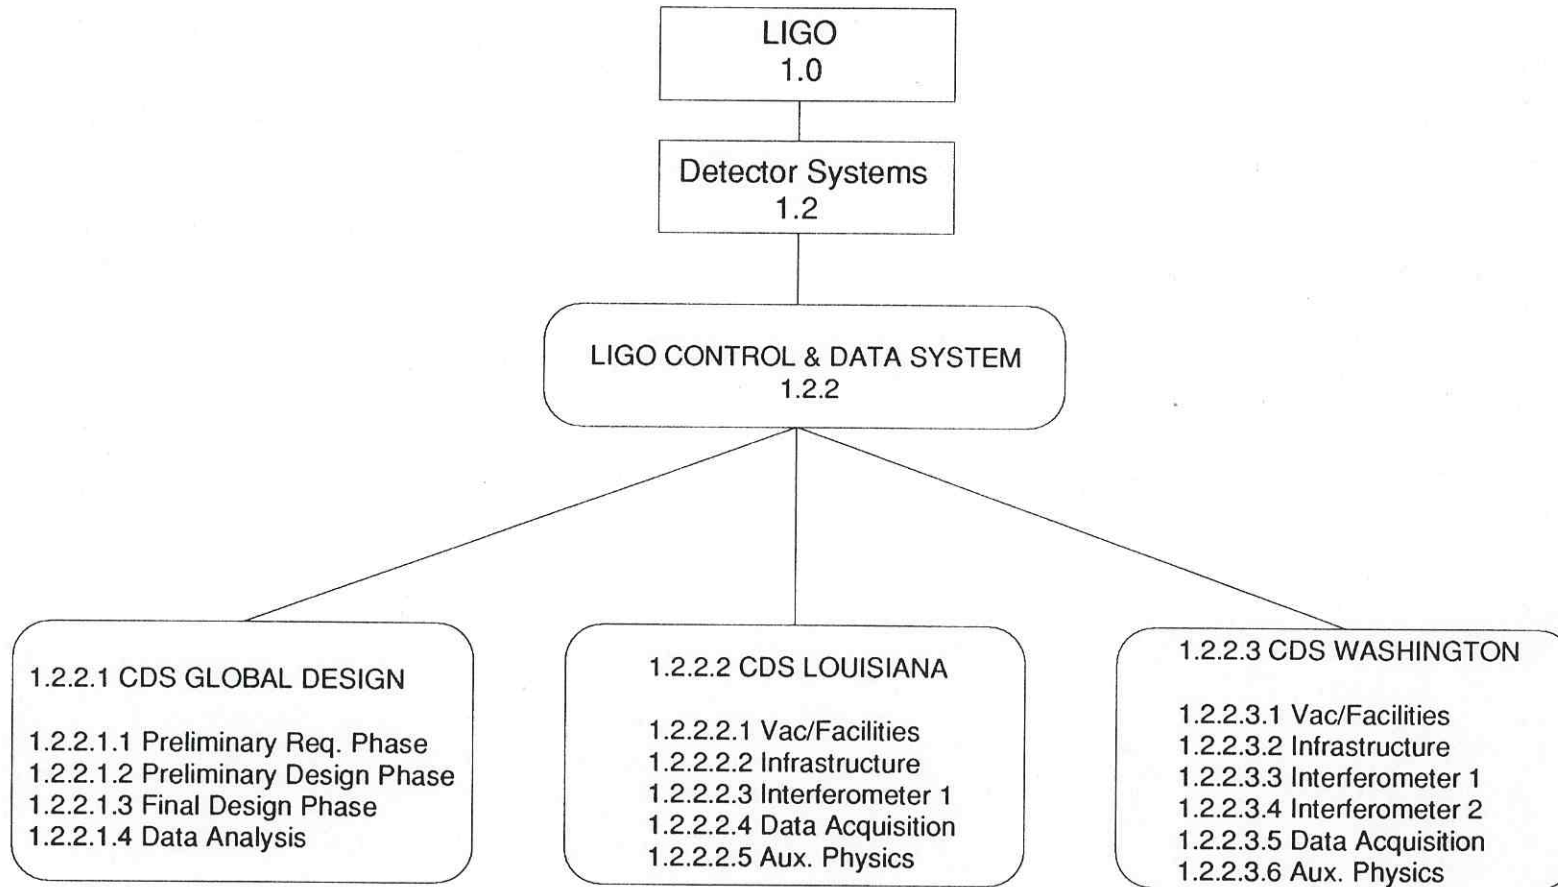 LIGO
1.0
Detector Systems
1.2
LIGO CONTROL & DATA SYSTEM
1.2.2
1.2.2.1 CDS GLOBAL DESIGN
1.2.2.1.1 Preliminary Req. Phase
1.2.2.1.2 Preliminary Design Phase
1.2.2.1.3 Final Design Phase
1.2.2.1.4 Data Analysis
1.2.2.2 CDS LOUISIANA
1.2.2.2.1 Vac/Facilities
1.2.2.2.2 Infrastructure
1.2.2.2.3 Interferometer 1
1.2.2.2.4 Data Acquisition
1.2.2.2.5 Aux. Physics
1.2.2.3 CDS WASHINGTON
1.2.2.3.1 Vac/Facilities
1.2.2.3.2 Infrastructure
1.2.2.3.3 Interferometer 1
1.2.2.3.4 Interferometer 2
1.2.2.3.5 Data Acquisition
1.2.2.3.6 Aux. Physics